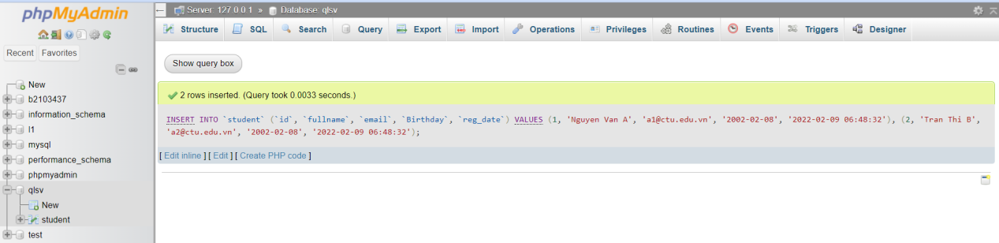 phpMyAdmin
Recent Favorites
New
b2103437
information_schema
l1
mysql
performance_schema
phpmyadmin
qlsv
New
student
test
Server: 127.0.0.1 » Database: qlsv
Structure SQL Search Query Export Import Operations Privileges Routines Events Triggers Designer
Show query box
2 rows inserted. (Query took 0.0033 seconds.)
INSERT INTO `student` (`id`, `fullname`, `email`, `Birthday`, `reg_date`) VALUES (1, 'Nguyen Van A', 'a1@ctu.edu.vn', '2002-02-08', '2022-02-09 06:48:32'), (2, 'Tran Thi B',
'a2@ctu.edu.vn', '2002-02-08', '2022-02-09 06:48:32');
[ Edit inline ] [ Edit ] [ Create PHP code ]